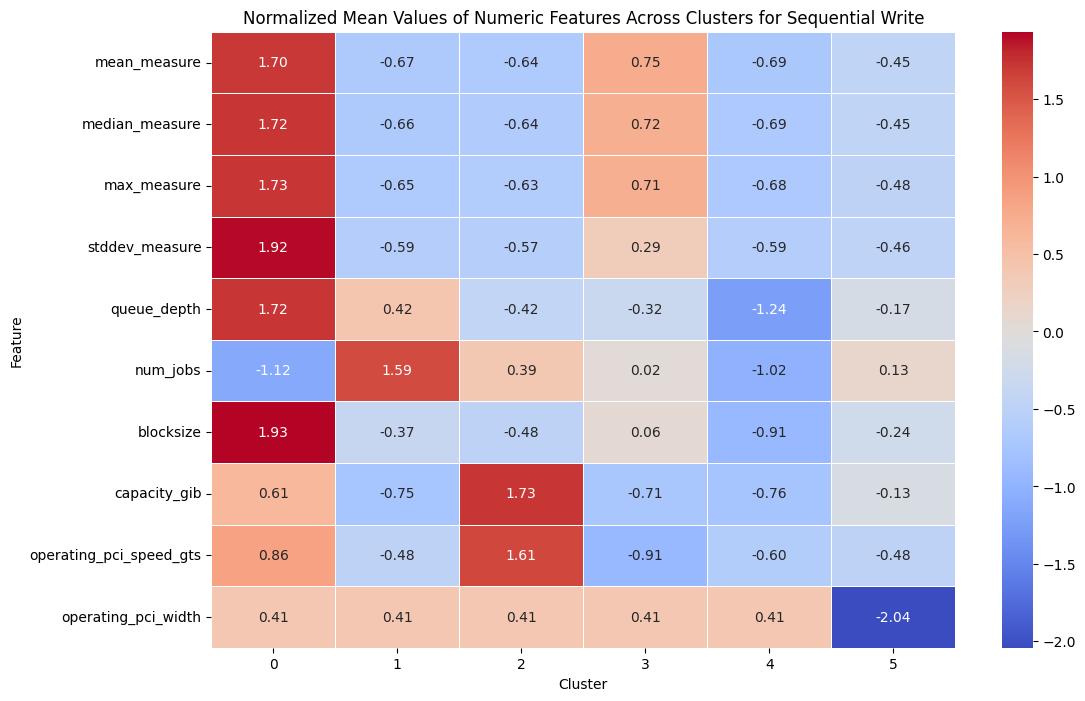 Normalized Mean Values of Numeric Features Across Clusters for Sequential Write
Feature
mean_measure 1.70 -0.67 -0.64 0.75 -0.69 -0.45
median_measure 1.72 -0.66 -0.64 0.72 -0.69 -0.45
max_measure 1.73 -0.65 -0.63 0.71 -0.68 -0.48
stddev_measure 1.92 -0.59 -0.57 0.29 -0.59 -0.46
queue_depth 1.72 0.42 -0.42 -0.32 -1.24 -0.17
num_jobs -1.12 1.59 0.39 0.02 -1.02 0.13
blocksize 1.93 -0.37 -0.48 0.06 -0.91 -0.24
capacity_gib 0.61 -0.75 1.73 -0.71 -0.76 -0.13
operating_pci_speed_gts 0.86 -0.48 1.61 -0.91 -0.60 -0.48
operating_pci_width 0.41 0.41 0.41 0.41 0.41 -2.04
0 1 2 3 4 5
Cluster
1.5
1.0
0.5
0.0
−0.5
−1.0
−1.5
−2.0